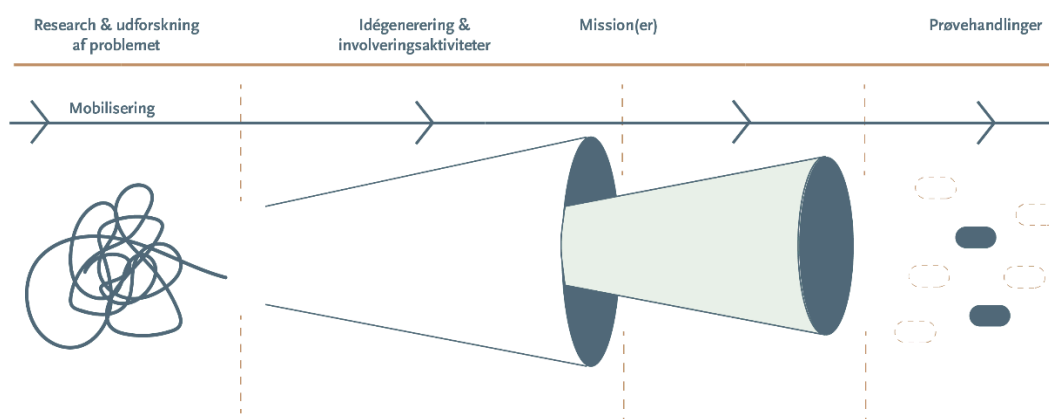 Research & udforskning
af problemet
Idégenerering &
involveringsaktiviteter
Mission(er)
Prøvehandlinger
Mobilisering